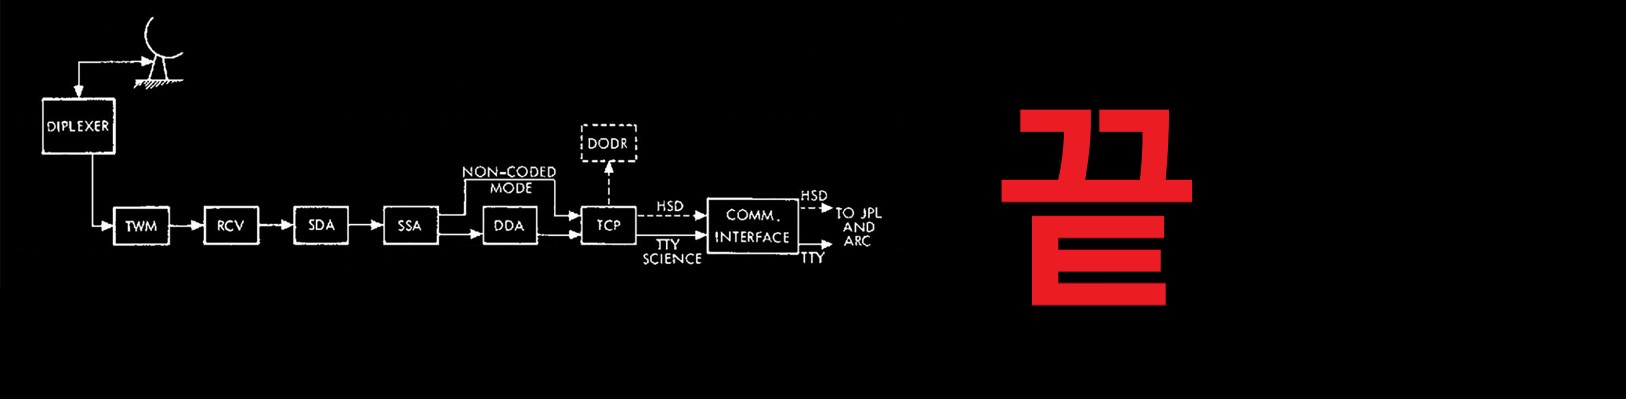 DIPLEXER
TWM
RCV
SDA
SSA
NON-CODED
MODE
DDA
DODR
TCP
HSD
TTY
SCIENCE
COMM.
INTERFACE
HSD
TTY
TO JPL
AND
ARC
끝